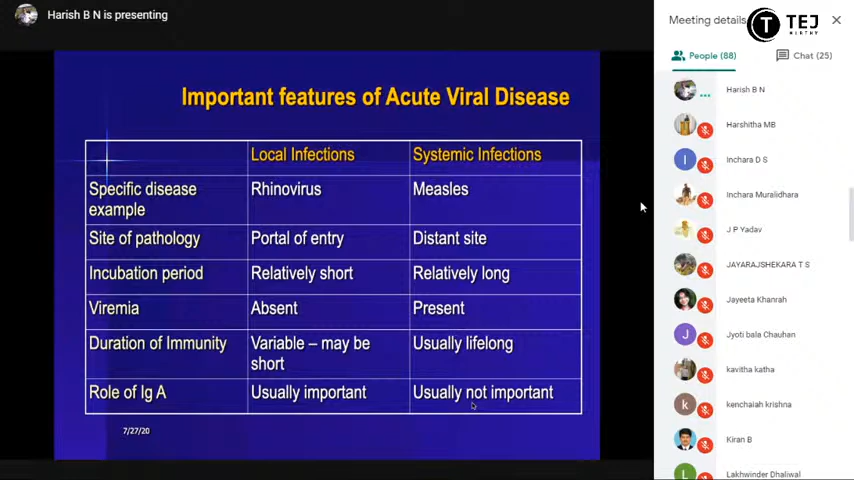 Harish B N is presenting
Meeting details
TEJ
People (88)
Chat (25)
Important features of Acute Viral Disease
Local Infections
Systemic Infections
Specific disease
example
Rhinovirus
Measles
Site of pathology
Portal of entry
Distant site
Incubation period
Relatively short
Relatively long
Viremia
Absent
Present
Duration of Immunity
Variable – may be
short
Usually lifelong
Role of Ig A
Usually important
Usually not important
7/27/20
Harish B N
Harshitha MB
I
Inchara D S
Inchara Muralidhara
J P Yadav
JAYARAJSHEKARA T S
Jayeeta Khanrah
J
Jyoti bala Chauhan
kavitha katha
k
kenchaiah krishna
Kiran B
L
Lakhwinder Dhaliwal